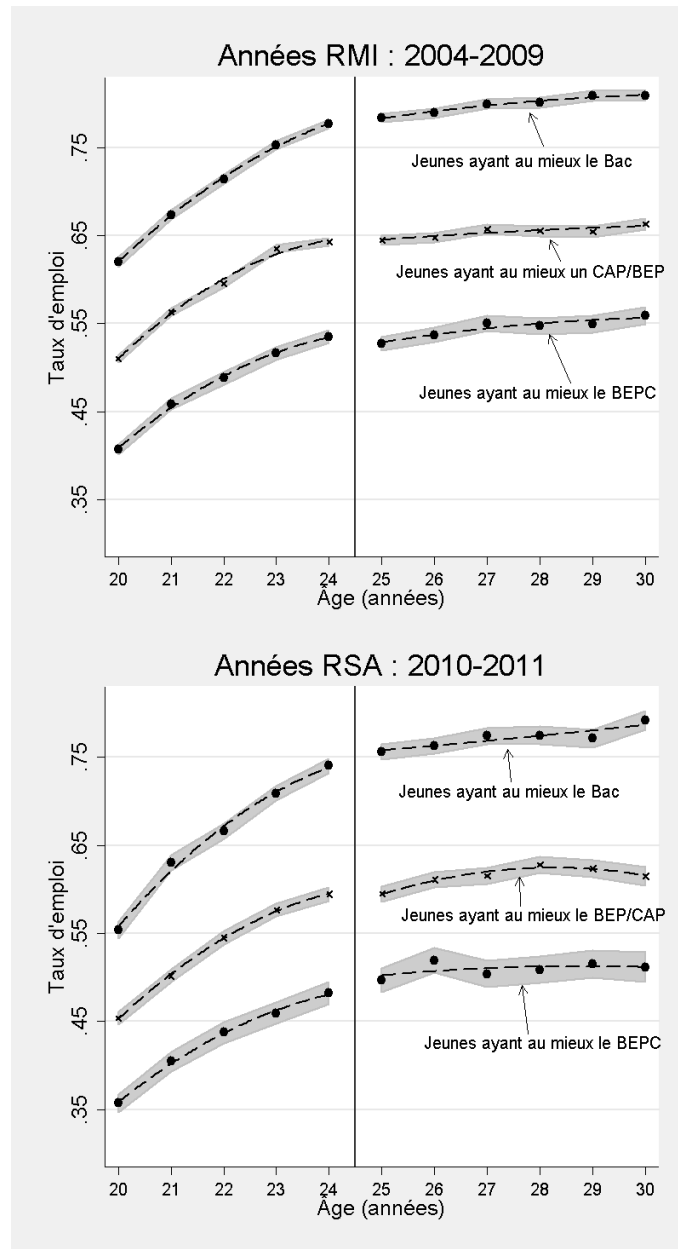 Années RMI : 2004-2009
Taux d'emploi
.75
.65
.55
.45
.35
Jeunes ayant au mieux le Bac
Jeunes ayant au mieux un CAP/BEP
Jeunes ayant au mieux le BEPC
20 21 22 23 24 25 26 27 28 29 30
Âge (années)
Années RSA : 2010-2011
Taux d'emploi
.75
.65
.55
.45
.35
Jeunes ayant au mieux le Bac
Jeunes ayant au mieux le BEP/CAP
Jeunes ayant au mieux le BEPC
20 21 22 23 24 25 26 27 28 29 30
Âge (années)